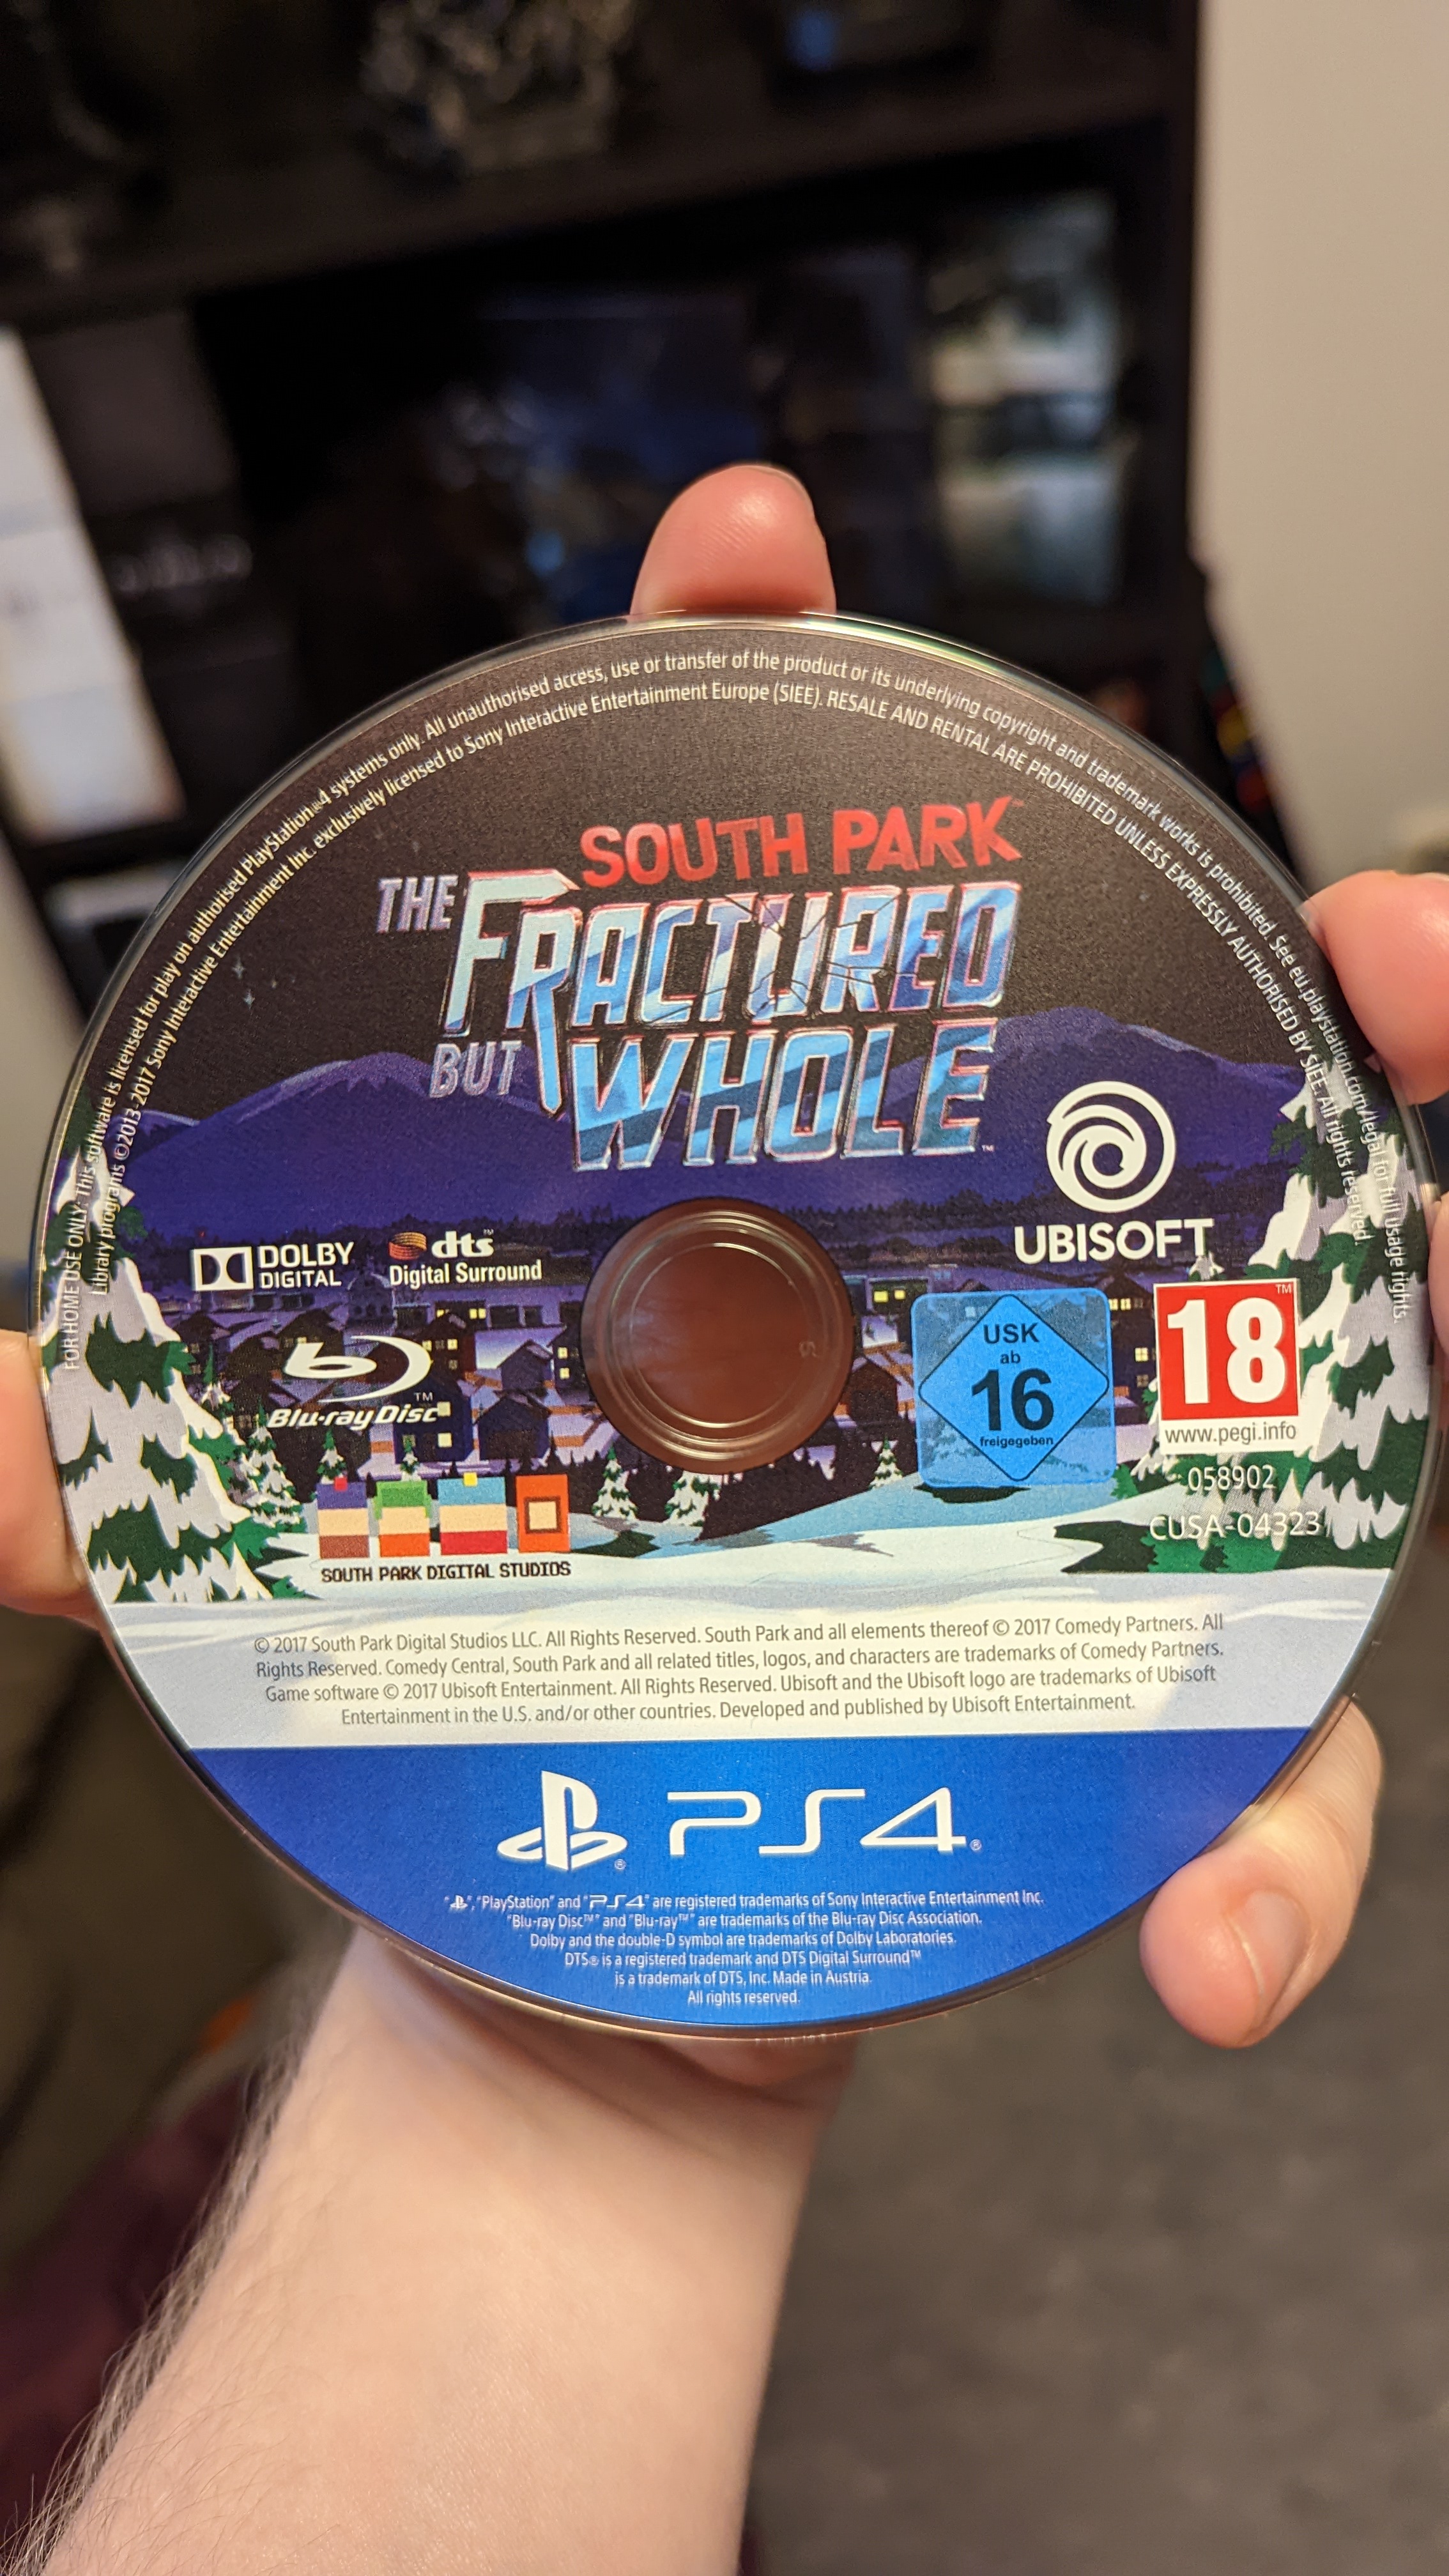 FOR HOME USE ONLY: This software is licensed for play on authorised PlayStation®4 systems only. All unauthorised access, use or transfer of the product or its underlying copyright and trademark works is prohibited. See eu.playstation.com/legal for full usage rights.
Library programs ©2013-2017 Sony Interactive Entertainment Inc. exclusively licensed to Sony Interactive Entertainment Europe (SIEE). RESALE AND RENTAL ARE PROHIBITED UNLESS EXPRESSLY AUTHORISED BY SIEE. All rights reserved.
SOUTH PARK™
THE FRACTURED
BUT WHOLE™
UBISOFT
DOLBY
DIGITAL
dts™
Digital Surround
Blu-ray Disc™
USK
ab
16
freigegeben
18™
www.pegi.info
058902
CUSA-04323
SOUTH PARK DIGITAL STUDIOS
© 2017 South Park Digital Studios LLC. All Rights Reserved. South Park and all elements thereof © 2017 Comedy Partners. All
Rights Reserved. Comedy Central, South Park and all related titles, logos, and characters are trademarks of Comedy Partners.
Game software © 2017 Ubisoft Entertainment. All Rights Reserved. Ubisoft and the Ubisoft logo are trademarks of Ubisoft
Entertainment in the U.S. and/or other countries. Developed and published by Ubisoft Entertainment.
® PS4®
" ", "PlayStation" and "PS4" are registered trademarks of Sony Interactive Entertainment Inc.
"Blu-ray Disc™" and "Blu-ray™" are trademarks of the Blu-ray Disc Association.
Dolby and the double-D symbol are trademarks of Dolby Laboratories.
DTS® is a registered trademark and DTS Digital Surround™
is a trademark of DTS, Inc. Made in Austria.
All rights reserved.